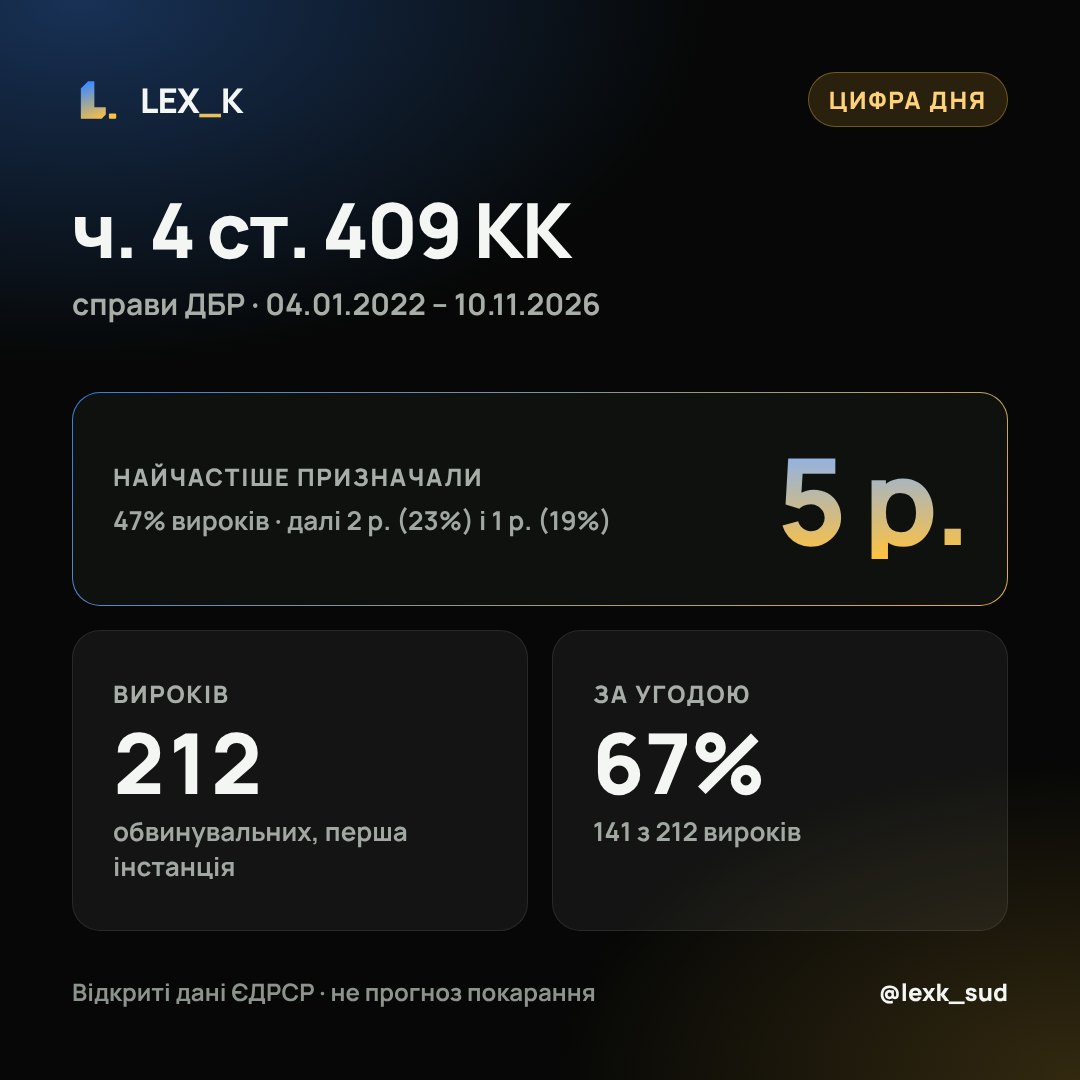 LEX_K
ЦИФРА ДНЯ
ч. 4 ст. 409 КК
справи ДБР · 04.01.2022 – 10.11.2026
НАЙЧАСТІШЕ ПРИЗНАЧАЛИ
47% вироків · далі 2 р. (23%) і 1 р. (19%)
5 р.
ВИРОКІВ
212
обвинувальних, перша
інстанція
ЗА УГОДОЮ
67%
141 з 212 вироків
Відкриті дані ЄДРСР · не прогноз покарання
@lexk_sud